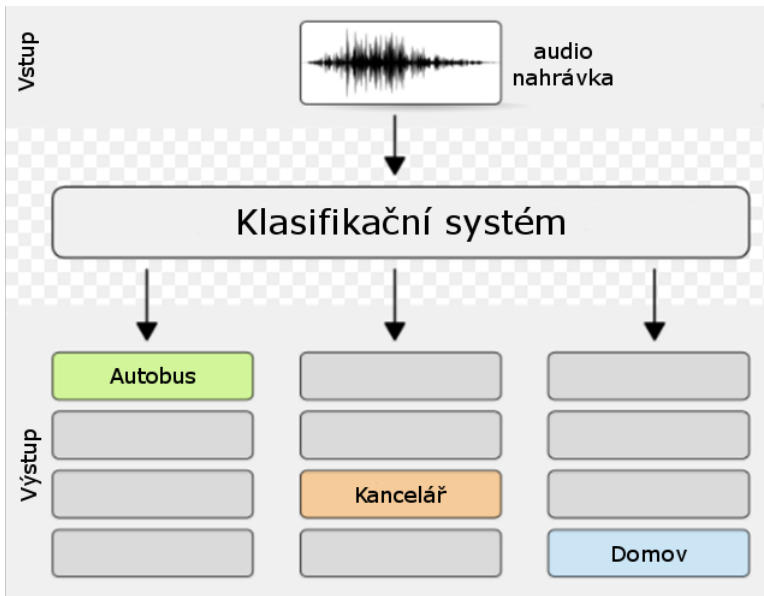 Vstup
audio
nahrávka
Klasifikační systém
Výstup
Autobus
Kancelář
Domov